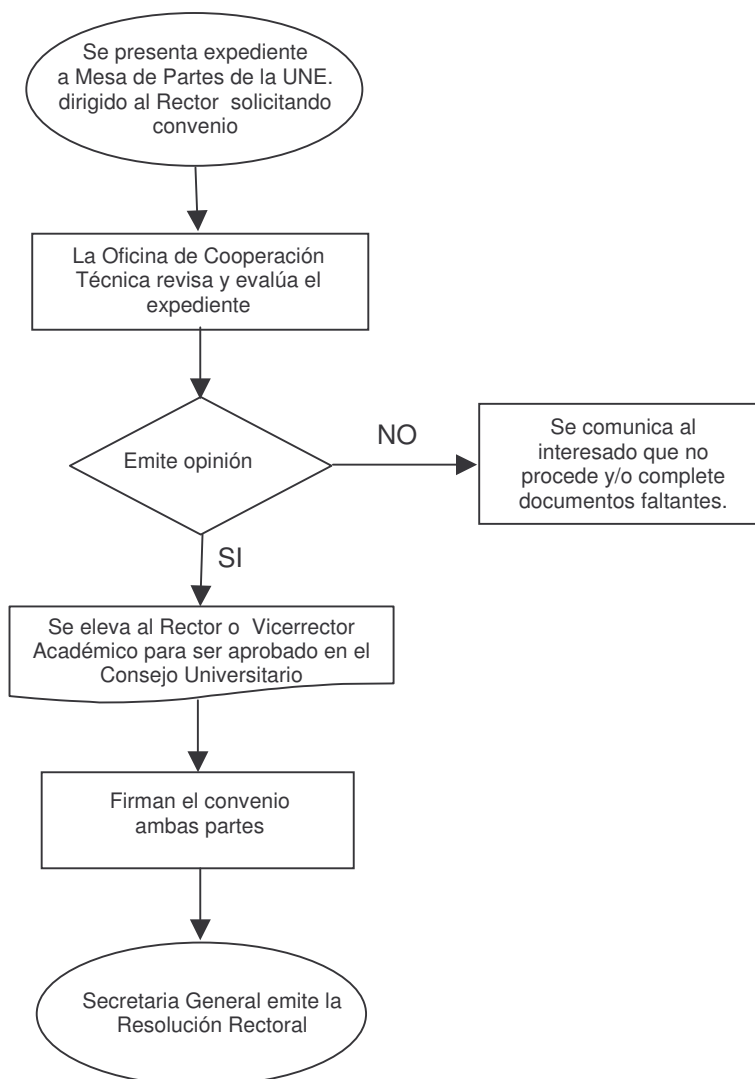 Se presenta expediente
a Mesa de Partes de la UNE.
dirigido al Rector solicitando
convenio
La Oficina de Cooperación
Técnica revisa y evalúa el
expediente
Emite opinión
NO
Se comunica al
interesado que no
procede y/o complete
documentos faltantes.
SI
Se eleva al Rector o Vicerrector
Académico para ser aprobado en el
Consejo Universitario
Firman el convenio
ambas partes
Secretaria General emite la
Resolución Rectoral